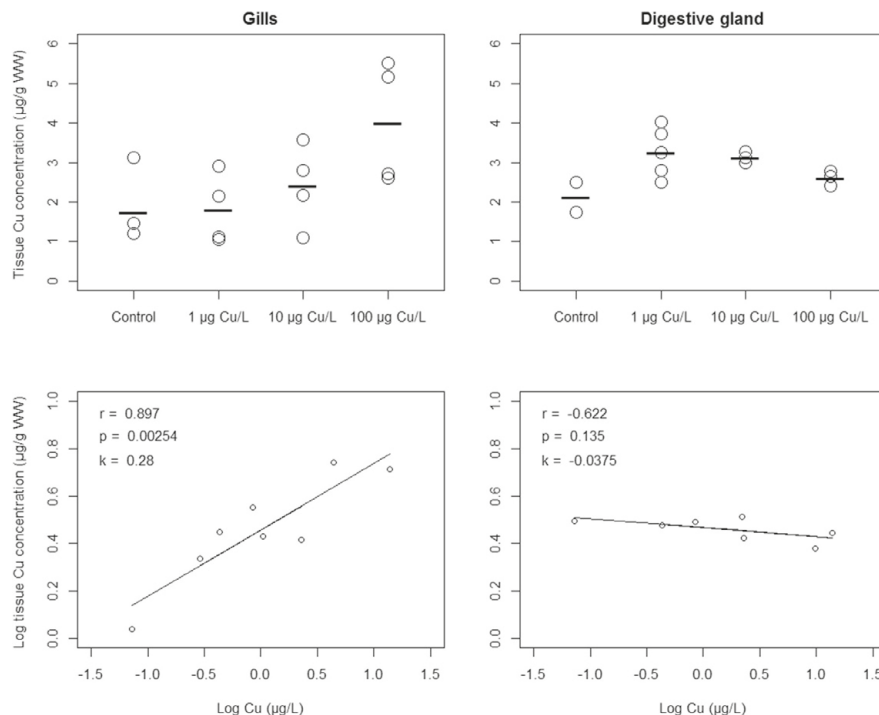 Gills
Digestive gland
Tissue Cu concentration (µg/g WW)
6
5
4
3
2
1
0
Control
1 µg Cu/L
10 µg Cu/L
100 µg Cu/L
6
5
4
3
2
1
0
Control
1 µg Cu/L
10 µg Cu/L
100 µg Cu/L
Log tissue Cu concentration (µg/g WW)
1.0
0.8
0.6
0.4
0.2
0.0
r = 0.897
p = 0.00254
k = 0.28
-1.5 -1.0 -0.5 0.0 0.5 1.0 1.5
Log Cu (µg/L)
1.0
0.8
0.6
0.4
0.2
0.0
r = -0.622
p = 0.135
k = -0.0375
-1.5 -1.0 -0.5 0.0 0.5 1.0 1.5
Log Cu (µg/L)